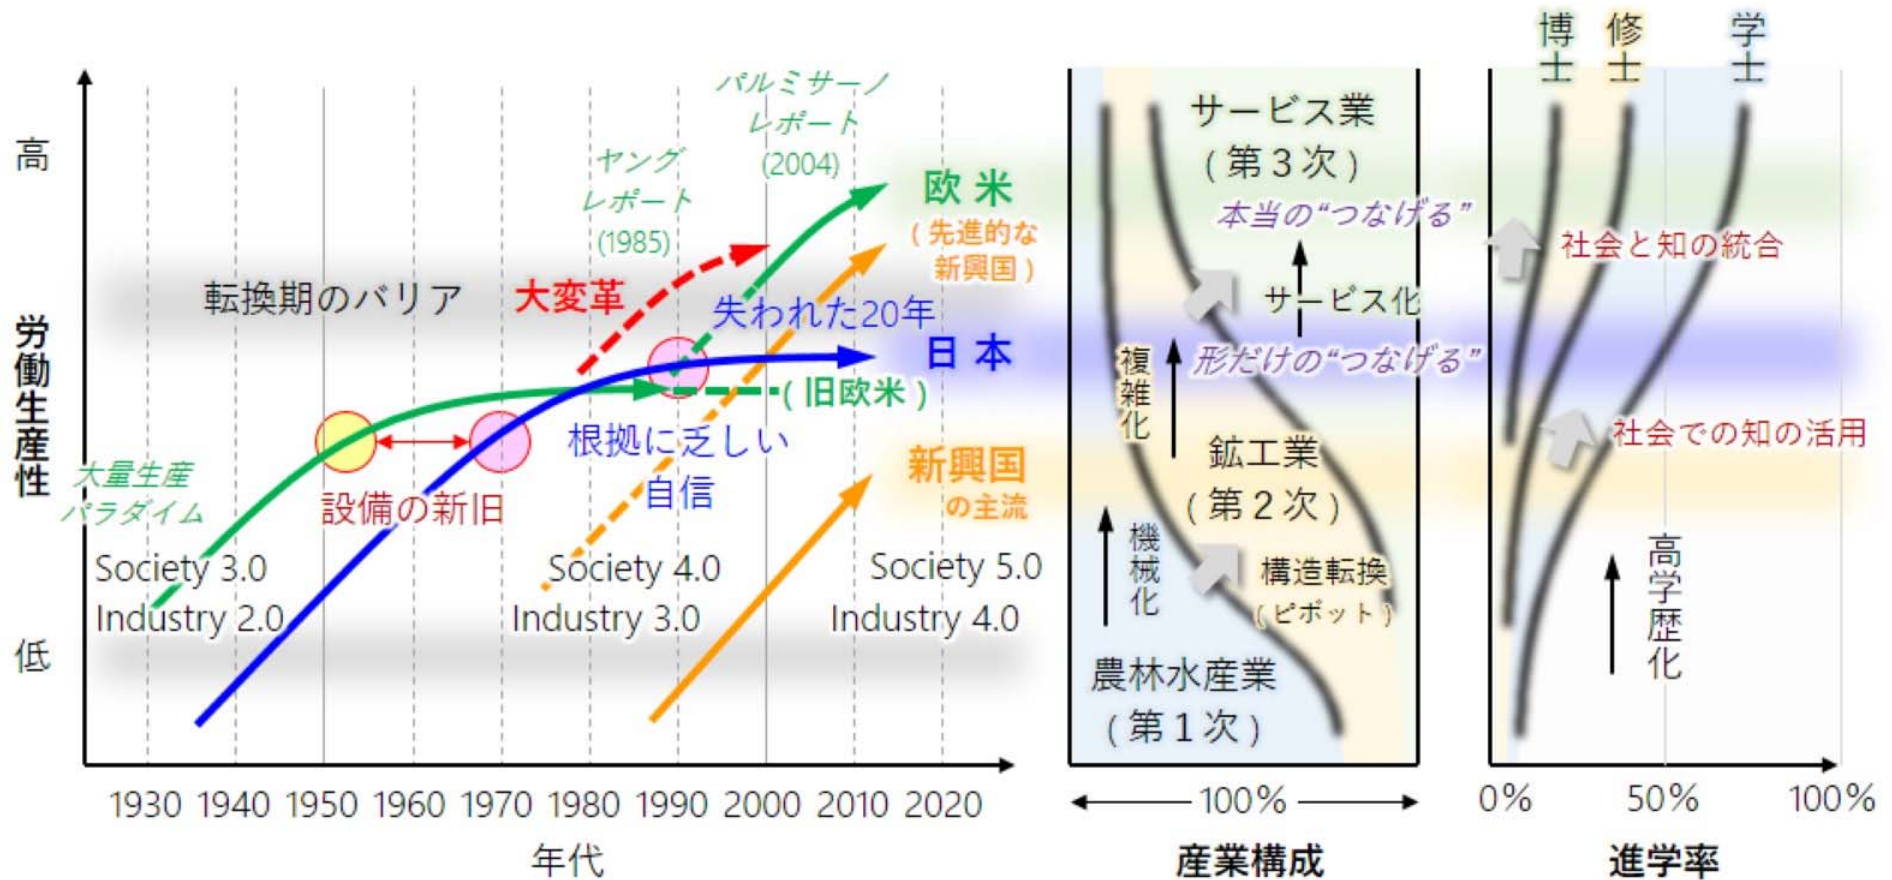 高
労働生産性
低
大量生産
パラダイム
Society 3.0
Industry 2.0
転換期のバリア
設備の新旧
大変革
ヤング
レポート
(1985)
パルミサーノ
レポート
(2004)
失われた20年
根拠に乏しい
自信
Society 4.0
Industry 3.0
Society 5.0
Industry 4.0
欧米
(先進的な
新興国)
日本
(旧欧米)
新興国
の主流
1930 1940 1950 1960 1970 1980 1990 2000 2010 2020
年代
サービス業
(第3次)
本当の“つなげる”
サービス化
形だけの“つなげる”
複雑化
鉱工業
(第2次)
機械化
構造転換
(ピボット)
農林水産業
(第1次)
100%
産業構成
博士
修士
学士
社会と知の統合
社会での知の活用
高学歴化
0% 50% 100%
進学率